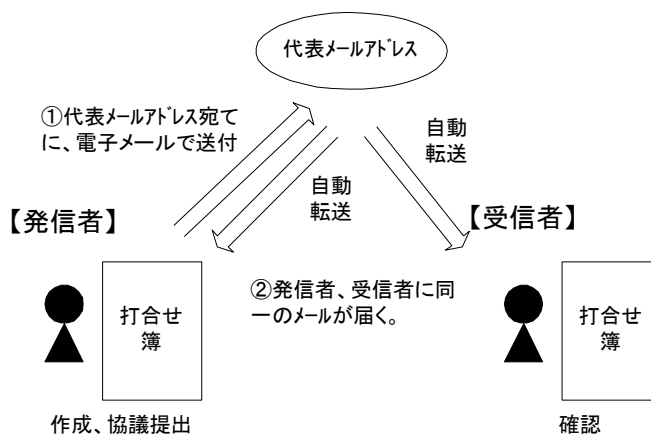 代表メールアドレス
①代表メールアドレス宛て
に、電子メールで送付
自動
転送
自動
転送
【発信者】
【受信者】
②発信者、受信者に同
一のメールが届く。
打合せ
簿
打合せ
簿
作成、協議提出
確認